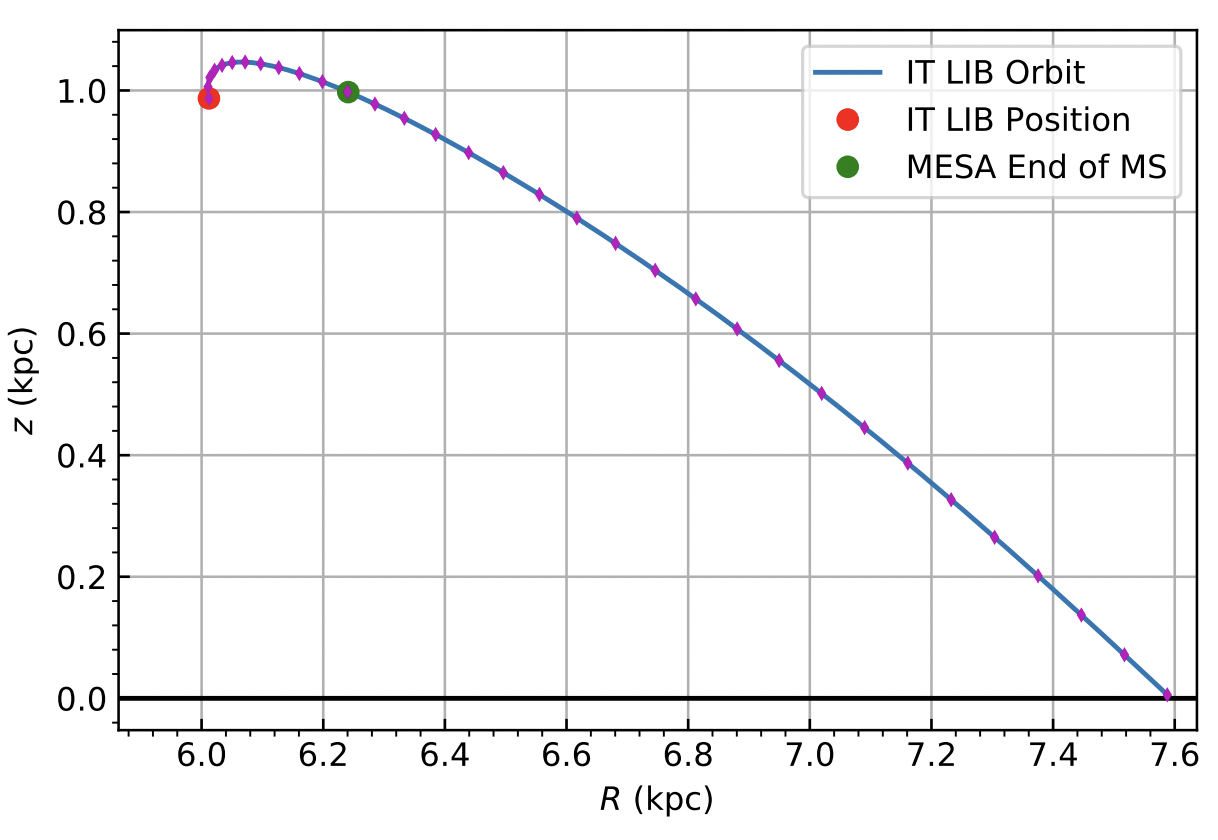 IT LIB Orbit
IT LIB Position
MESA End of MS
1.0
0.8
0.6
0.4
0.2
0.0
z (kpc)
6.0 6.2 6.4 6.6 6.8 7.0 7.2 7.4 7.6
R (kpc)